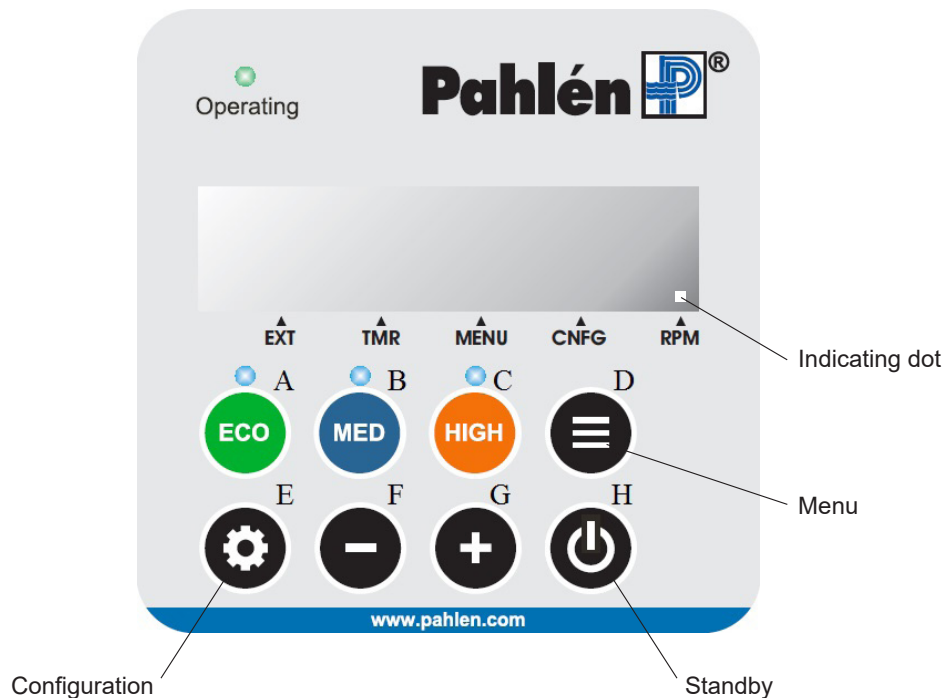 Operating
Pahlén P ®
EXT TMR MENU CNFG RPM
Indicating dot
A B C D
ECO MED HIGH
Menu
E F G H
www.pahlen.com
Configuration Standby